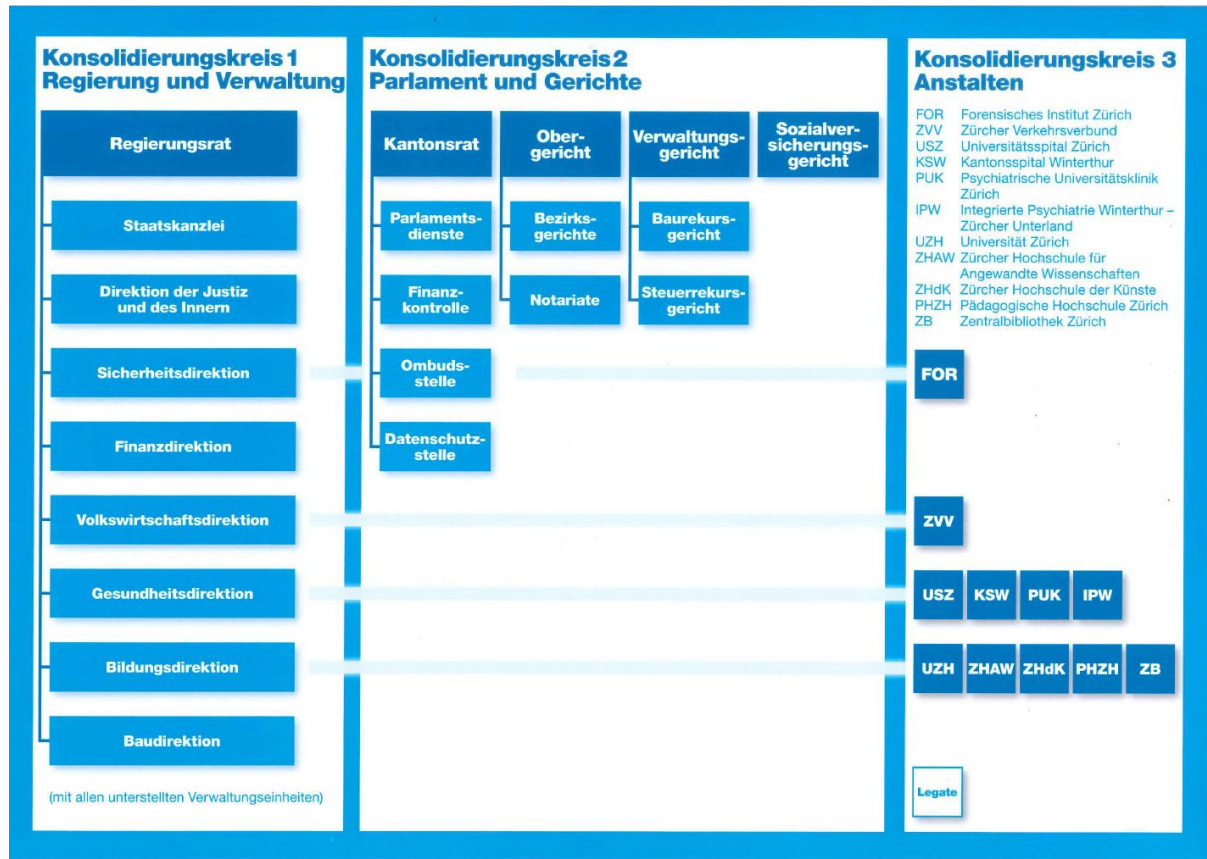 Konsolidierungskreis 1
Regierung und Verwaltung
Regierungsrat
Staatskanzlei
Direktion der Justiz
und des Innern
Sicherheitsdirektion
Finanzdirektion
Volkswirtschaftsdirektion
Gesundheitsdirektion
Bildungsdirektion
Baudirektion
(mit allen unterstellten Verwaltungseinheiten)
Konsolidierungskreis 2
Parlament und Gerichte
Kantonsrat
Parlaments-
dienste
Finanz-
kontrolle
Ombuds-
stelle
Datenschutz-
stelle
Ober-
gericht
Bezirks-
gerichte
Notariate
Verwaltungs-
gericht
Baurekurs-
gericht
Steuerrekurs-
gericht
Sozialver-
sicherungs-
gericht
Konsolidierungskreis 3
Anstalten
FOR Forensisches Institut Zürich
ZVV Zürcher Verkehrsverbund
USZ Universitätsspital Zürich
KSW Kantonsspital Winterthur
PUK Psychiatrische Universitätsklinik
Zürich
IPW Integrierte Psychiatrie Winterthur –
Zürcher Unterland
UZH Universität Zürich
ZHAW Zürcher Hochschule für
Angewandte Wissenschaften
ZHdK Zürcher Hochschule der Künste
PHZH Pädagogische Hochschule Zürich
ZB Zentralbibliothek Zürich
FOR
ZVV
USZ KSW PUK IPW
UZH ZHAW ZHdK PHZH ZB
Legate